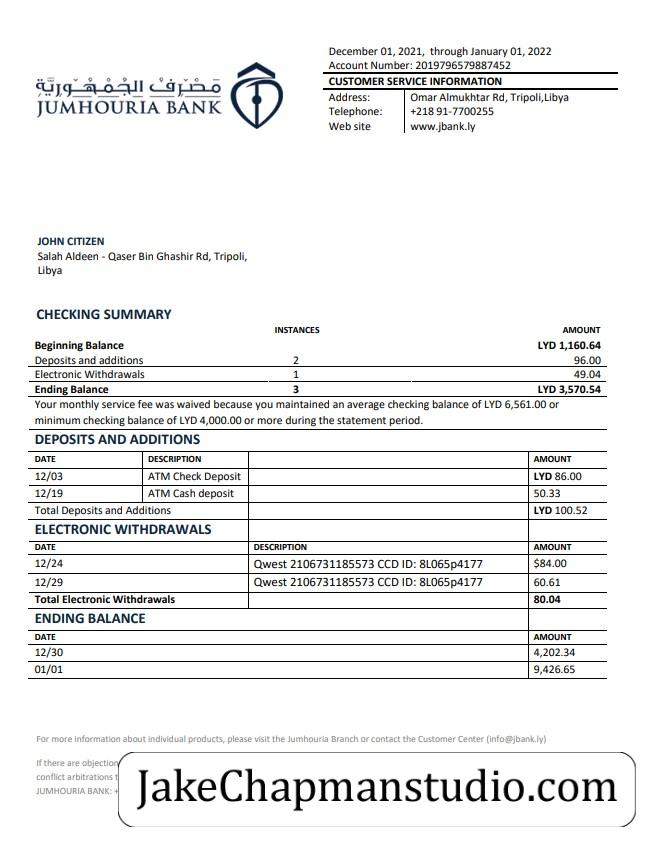 December 01, 2021, through January 01, 2022
Account Number: 2019796579887452
CUSTOMER SERVICE INFORMATION
Address: Omar Almukhtar Rd, Tripoli,Libya
Telephone: +218 91-7700255
Web site www.jbank.ly
مصرف الجمهورية
JUMHOURIA BANK
JOHN CITIZEN
Salah Aldeen - Qaser Bin Ghashir Rd, Tripoli,
Libya
CHECKING SUMMARY
INSTANCES AMOUNT
Beginning Balance LYD 1,160.64
Deposits and additions 2 96.00
Electronic Withdrawals 1 49.04
Ending Balance 3 LYD 3,570.54
Your monthly service fee was waived because you maintained an average checking balance of LYD 6,561.00 or
minimum checking balance of LYD 4,000.00 or more during the statement period.
DEPOSITS AND ADDITIONS
DATE DESCRIPTION AMOUNT
12/03 ATM Check Deposit LYD 86.00
12/19 ATM Cash deposit 50.33
Total Deposits and Additions LYD 100.52
ELECTRONIC WITHDRAWALS
DATE DESCRIPTION AMOUNT
12/24 Qwest 2106731185573 CCD ID: 8L065p4177 $84.00
12/29 Qwest 2106731185573 CCD ID: 8L065p4177 60.61
Total Electronic Withdrawals 80.04
ENDING BALANCE
DATE AMOUNT
12/30 4,202.34
01/01 9,426.65
For more information about individual products, please visit the Jumhouria Branch or contact the Customer Center (info@jbank.ly)
If there are objection
conflict arbitrations
JUMHOURIA BANK: +
JakeChapmanstudio.com